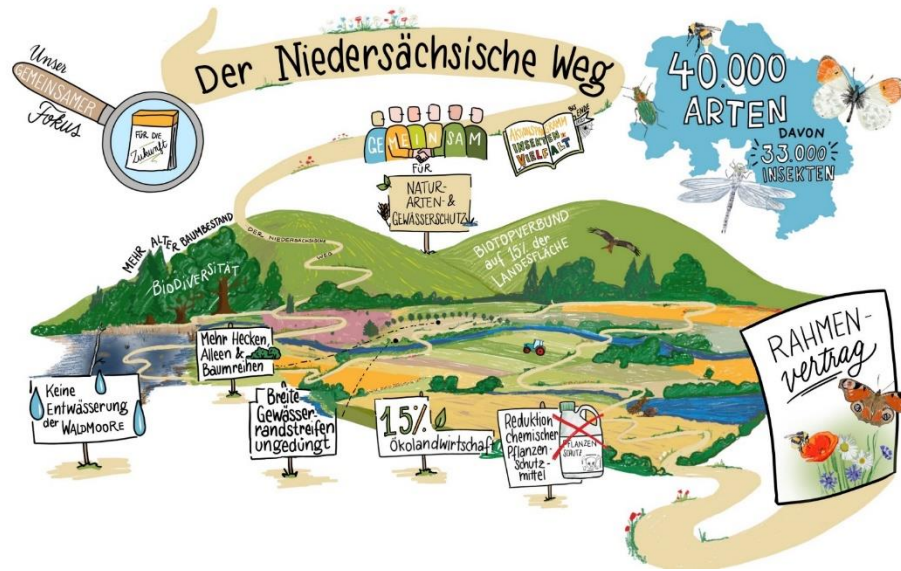 Unser
GEMEINSAMER
Fokus
FÜR DIE
Zukunft
Der Niedersächsische Weg
GEMEINSAM
FÜR
NATUR-
ARTEN- &
GEWÄSSERSCHUTZ
AKTIONSPROGRAMM
INSEKTEN-
VIELFALT
BIS
ENDE
40.000
ARTEN
DAVON
33.000
INSEKTEN
MEHR ALTER BAUMBESTAND
BIODIVERSITÄT
DER NIEDERSÄCHSISCHE
WEG
BIOTOPVERBUND
auf 15% der
LANDESFLÄCHE
Keine
Entwässerung
der WALDMOORE
Mehr Hecken,
Alleen &
Baumreihen
Breite
Gewässer-
randstreifen
ungedüngt
15%
Ökolandwirtschaft
Reduktion
chemischer
Pflanzen-
schutz-
mittel
PFLANZEN
SCHUTZ
RAHMEN-
vertrag